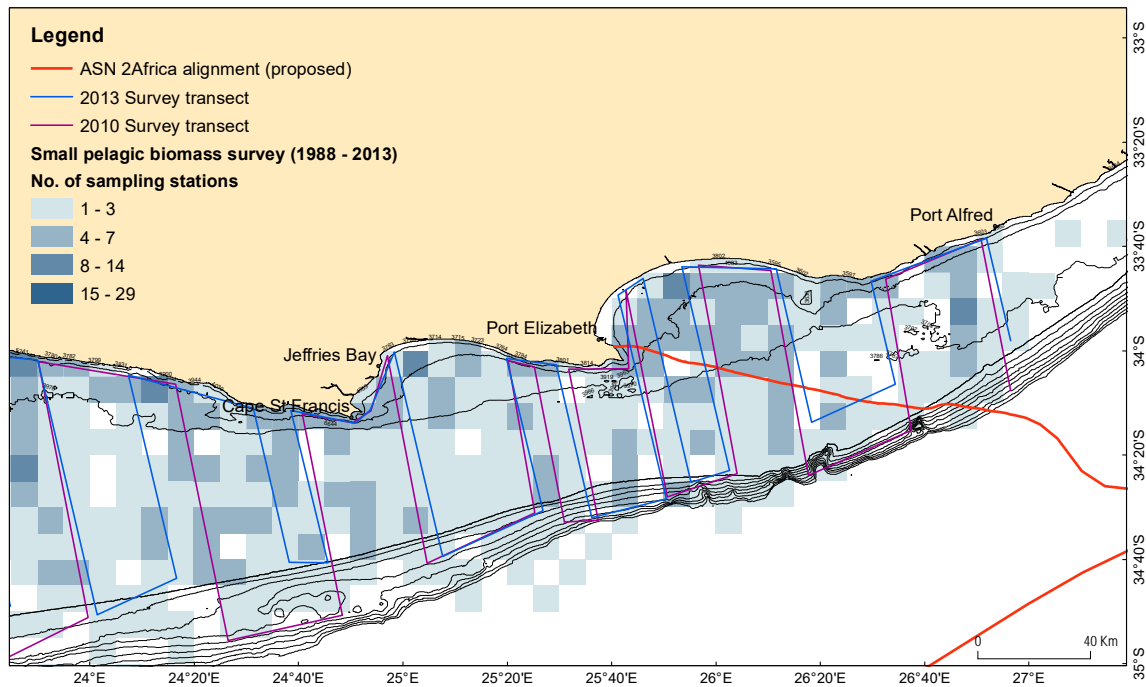 Legend
ASN 2Africa alignment (proposed)
2013 Survey transect
2010 Survey transect
Small pelagic biomass survey (1988 - 2013)
No. of sampling stations
1 - 3
4 - 7
8 - 14
15 - 29
Port Alfred
Port Elizabeth
Jeffries Bay
Cape St Francis
33°S
33°20'S
33°40'S
34°S
34°20'S
34°40'S
35°S
0 40 Km
24°E 24°20'E 24°40'E 25°E 25°20'E 25°40'E 26°E 26°20'E 26°40'E 27°E